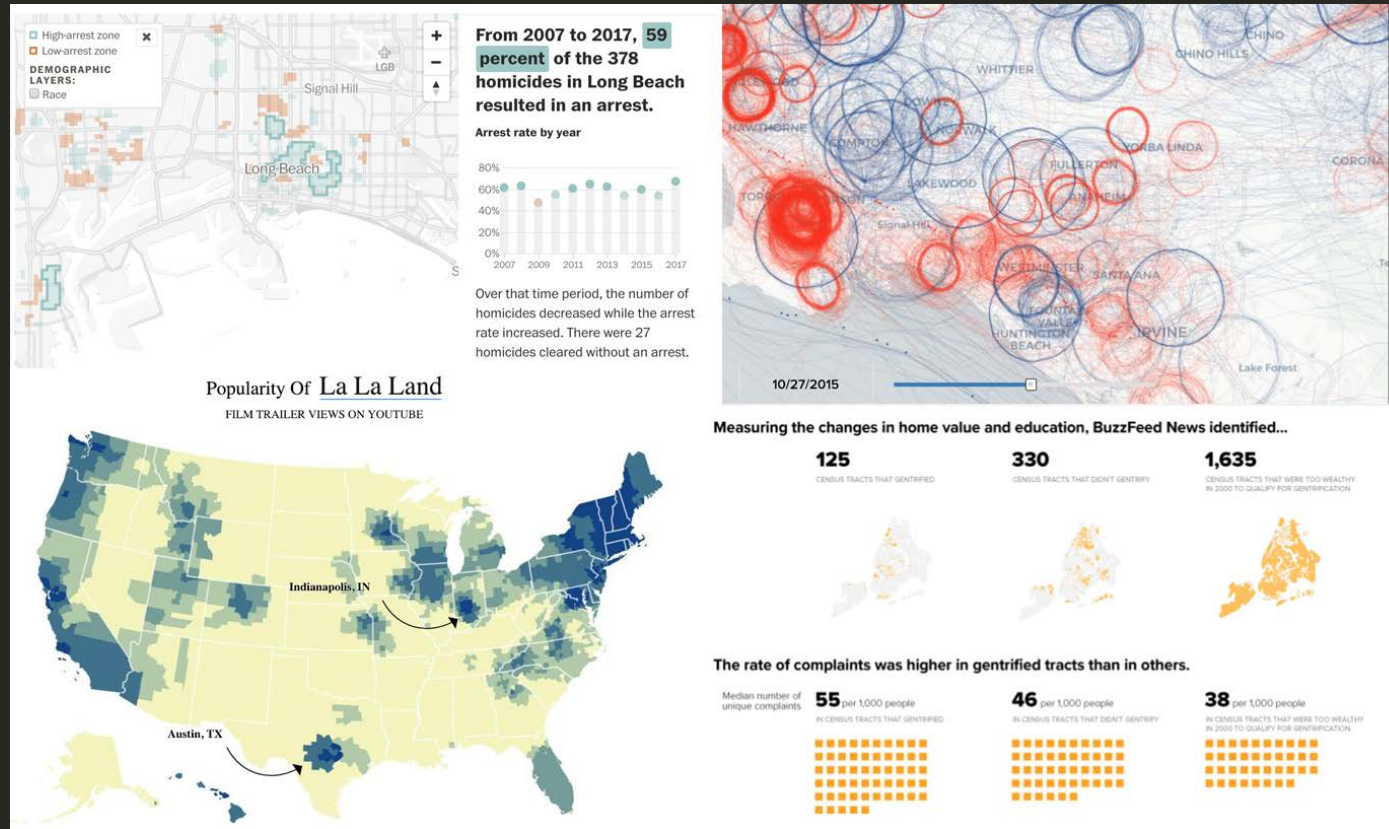 High-arrest zone
Low-arrest zone
DEMOGRAPHIC
LAYERS:
Race
LGB
Signal Hill
Long Beach
S
From 2007 to 2017, 59
percent of the 378
homicides in Long Beach
resulted in an arrest.
Arrest rate by year
80%
60%
40%
20%
0%
2007 2009 2011 2013 2015 2017
Over that time period, the number of
homicides decreased while the arrest
rate increased. There were 27
homicides cleared without an arrest.
CHINO
CHINO HILLS
WHITTIER
DOWNEY
HAWTHORNE
NORWALK
COMPTON
YORBA LINDA
FULLERTON
CORONA
LAKEWOOD
ANAHEIM
Signal Hill
WESTMINSTER
SANTA ANA
FOUNTAIN
VALLEY
HUNTINGTON
BEACH
IRVINE
Lake Forest
10/27/2015
Popularity Of La La Land
FILM TRAILER VIEWS ON YOUTUBE
Indianapolis, IN
Austin, TX
Measuring the changes in home value and education, BuzzFeed News identified...
125 330 1,635
CENSUS TRACTS THAT GENTRIFIED
CENSUS TRACTS THAT DIDN'T GENTRIFY
CENSUS TRACTS THAT WERE TOO WEALTHY
IN 2000 TO QUALIFY FOR GENTRIFICATION
The rate of complaints was higher in gentrified tracts than in others.
Median number of
unique complaints
55 per 1,000 people
IN CENSUS TRACTS THAT GENTRIFIED
46 per 1,000 people
IN CENSUS TRACTS THAT DIDN'T GENTRIFY
38 per 1,000 people
IN CENSUS TRACTS THAT WERE TOO WEALTHY
IN 2000 TO QUALIFY FOR GENTRIFICATION